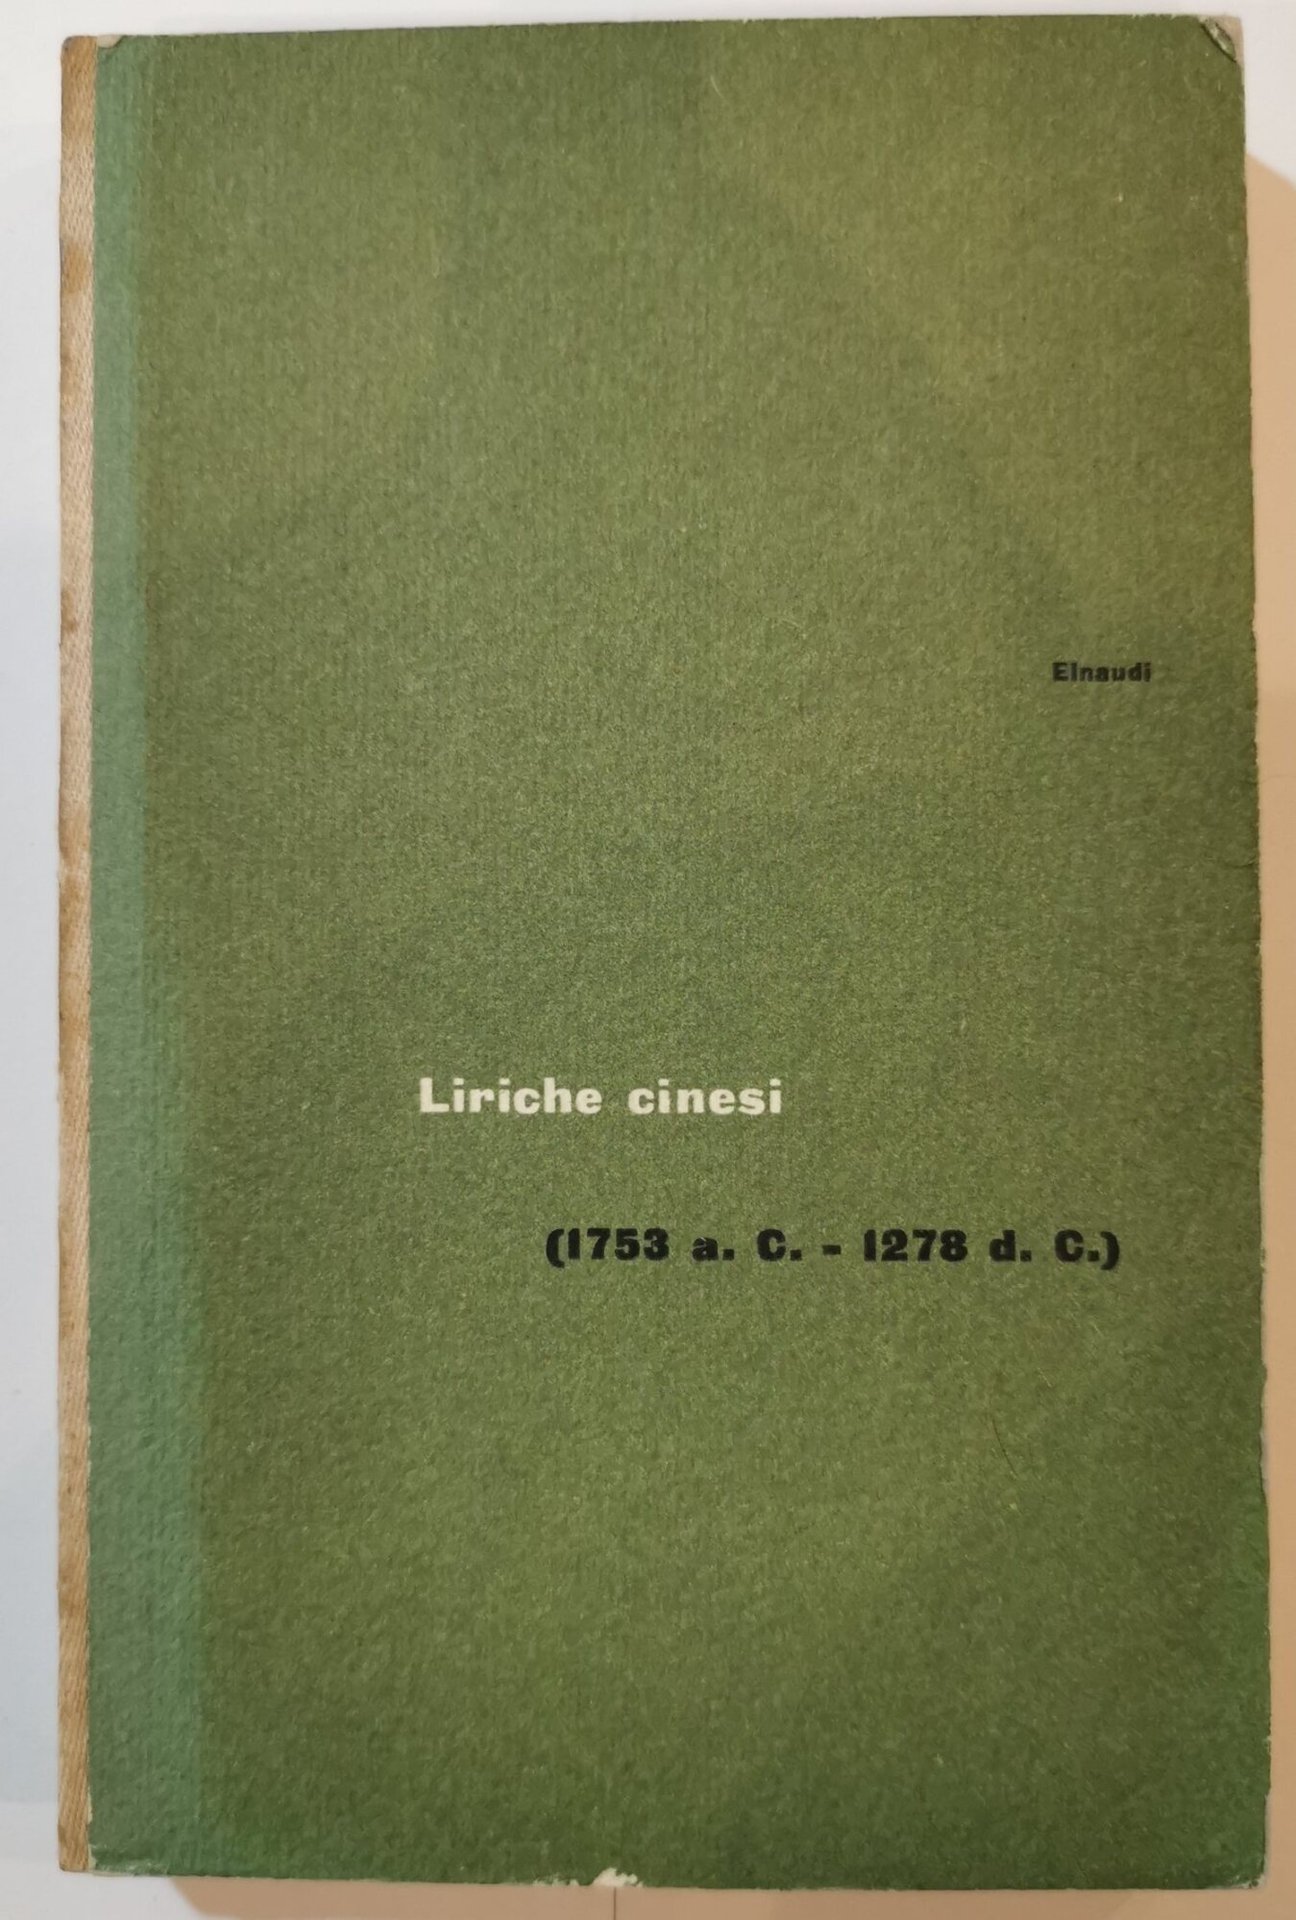 Einaudi
Liriche cinesi
(1753 a. C. - 1278 d. C.)